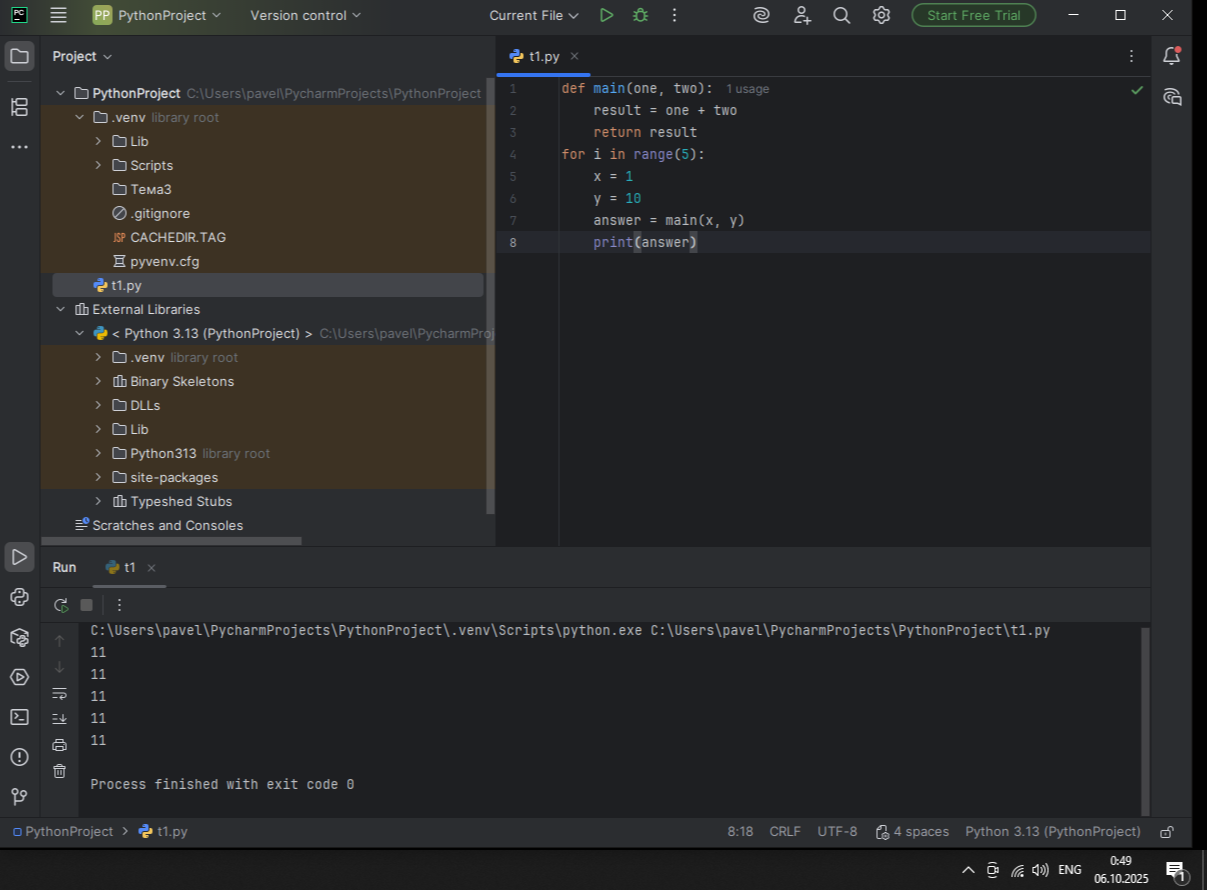 PC PP PythonProject Version control Current File Start Free Trial
Project
PythonProject C:\Users\pavel\PycharmProjects\PythonProject
.venv library root
Lib
Scripts
Тема3
.gitignore
JSP CACHEDIR.TAG
pyvenv.cfg
t1.py
External Libraries
< Python 3.13 (PythonProject) > C:\Users\pavel\PycharmProj
.venv library root
Binary Skeletons
DLLs
Lib
Python313 library root
site-packages
Typeshed Stubs
Scratches and Consoles
t1.py
1 def main(one, two): 1 usage
2 result = one + two
3 return result
4 for i in range(5):
5 x = 1
6 y = 10
7 answer = main(x, y)
8 print(answer)
Run t1
C:\Users\pavel\PycharmProjects\PythonProject\.venv\Scripts\python.exe C:\Users\pavel\PycharmProjects\PythonProject\t1.py
11
11
11
11
11
Process finished with exit code 0
PythonProject > t1.py 8:18 CRLF UTF-8 4 spaces Python 3.13 (PythonProject)
ENG 0:49
06.10.2025 1